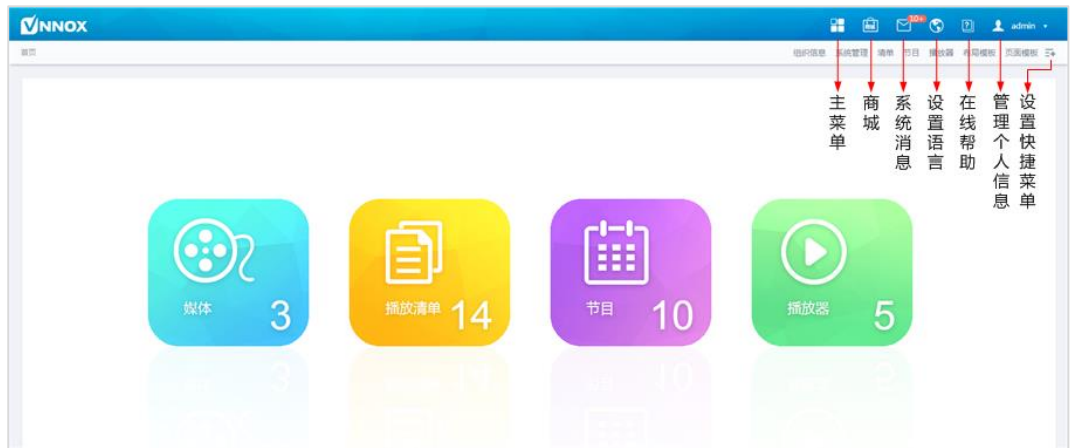 VNNOX
10+
admin
首页
组织信息 系统管理 清单 节目 播放器 布局模板 页面模板
主菜单
商城
系统消息
设置语言
在线帮助
管理个人信息
设置快捷菜单
媒体 3
播放清单 14
节目 10
播放器 5